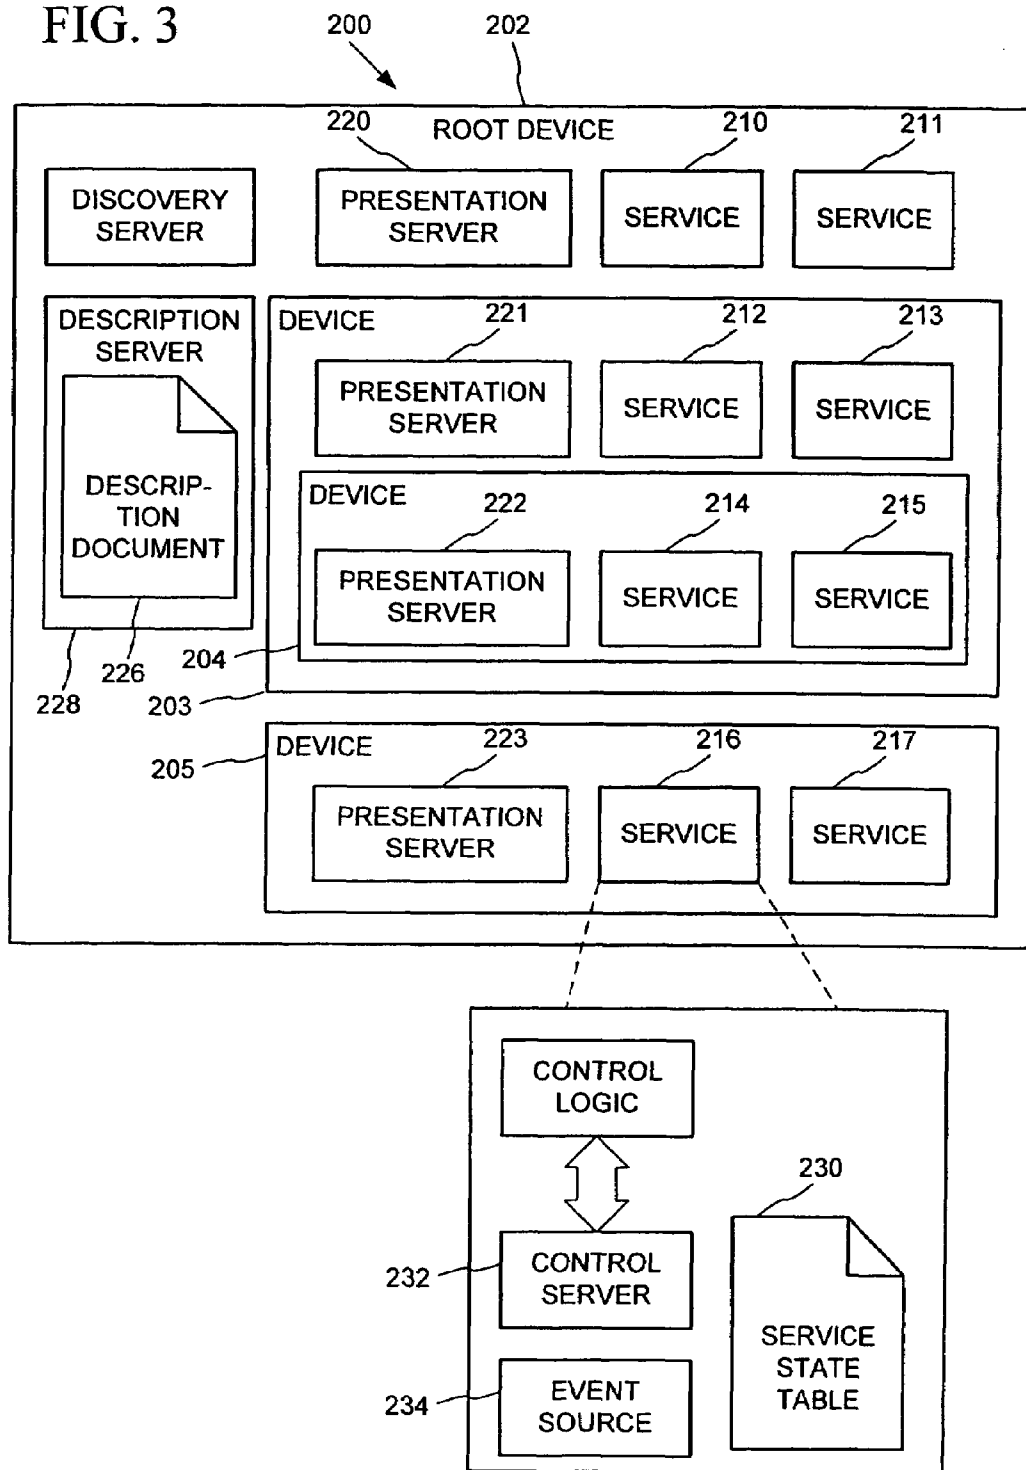 FIG. 3
200
202
ROOT DEVICE
220
210
211
DISCOVERY
SERVER
PRESENTATION
SERVER
SERVICE
SERVICE
DESCRIPTION
SERVER
DESCRIP-
TION
DOCUMENT
226
228
DEVICE
221
212
213
PRESENTATION
SERVER
SERVICE
SERVICE
DEVICE
222
214
215
PRESENTATION
SERVER
SERVICE
SERVICE
204
203
205
DEVICE
223
216
217
PRESENTATION
SERVER
SERVICE
SERVICE
CONTROL
LOGIC
230
232
CONTROL
SERVER
SERVICE
STATE
TABLE
234
EVENT
SOURCE